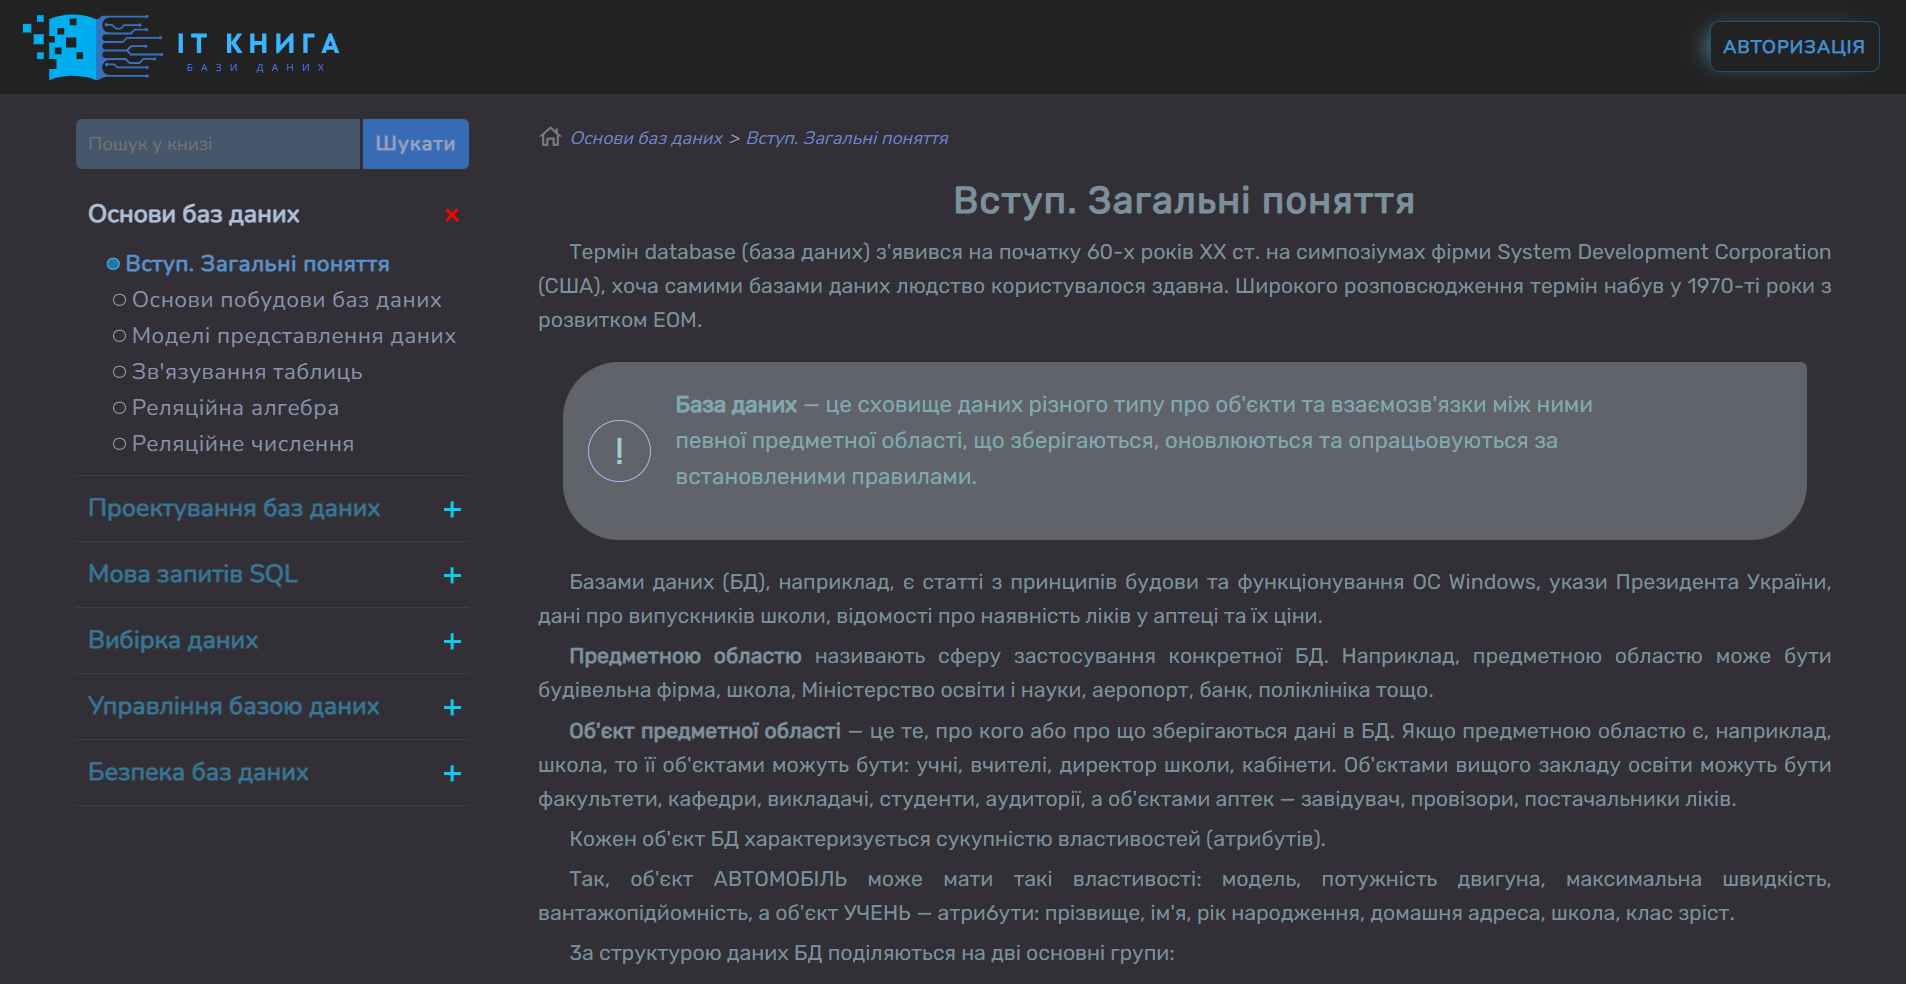 ІТ КНИГА
БАЗИ ДАНИХ
АВТОРИЗАЦІЯ
Пошук у книзі
Шукати
Основи баз даних
Вступ. Загальні поняття
Основи побудови баз даних
Моделі представлення даних
Зв'язування таблиць
Реляційна алгебра
Реляційне числення
Проектування баз даних
Мова запитів SQL
Вибірка даних
Управління базою даних
Безпека баз даних
Основи баз даних > Вступ. Загальні поняття
Вступ. Загальні поняття
Термін database (база даних) з'явився на початку 60-х років XX ст. на симпозіумах фірми System Development Corporation
(США), хоча самими базами даних людство користувалося здавна. Широкого розповсюдження термін набув у 1970-ті роки з
розвитком ЕОМ.
!
База даних — це сховище даних різного типу про об'єкти та взаємозв'язки між ними
певної предметної області, що зберігаються, оновлюються та опрацьовуються за
встановленими правилами.
Базами даних (БД), наприклад, є статті з принципів будови та функціонування ОС Windows, укази Президента України,
дані про випускників школи, відомості про наявність ліків у аптеці та їх ціни.
Предметною областю називають сферу застосування конкретної БД. Наприклад, предметною областю може бути
будівельна фірма, школа, Міністерство освіти і науки, аеропорт, банк, поліклініка тощо.
Об'єкт предметної області — це те, про кого або про що зберігаються дані в БД. Якщо предметною областю є, наприклад,
школа, то її об'єктами можуть бути: учні, вчителі, директор школи, кабінети. Об'єктами вищого закладу освіти можуть бути
факультети, кафедри, викладачі, студенти, аудиторії, а об'єктами аптек — завідувач, провізори, постачальники ліків.
Кожен об'єкт БД характеризується сукупністю властивостей (атрибутів).
Так, об'єкт АВТОМОБІЛЬ може мати такі властивості: модель, потужність двигуна, максимальна швидкість,
вантажопідйомність, а об'єкт УЧЕНЬ — атрибути: прізвище, ім'я, рік народження, домашня адреса, школа, клас зріст.
За структурою даних БД поділяються на дві основні групи: